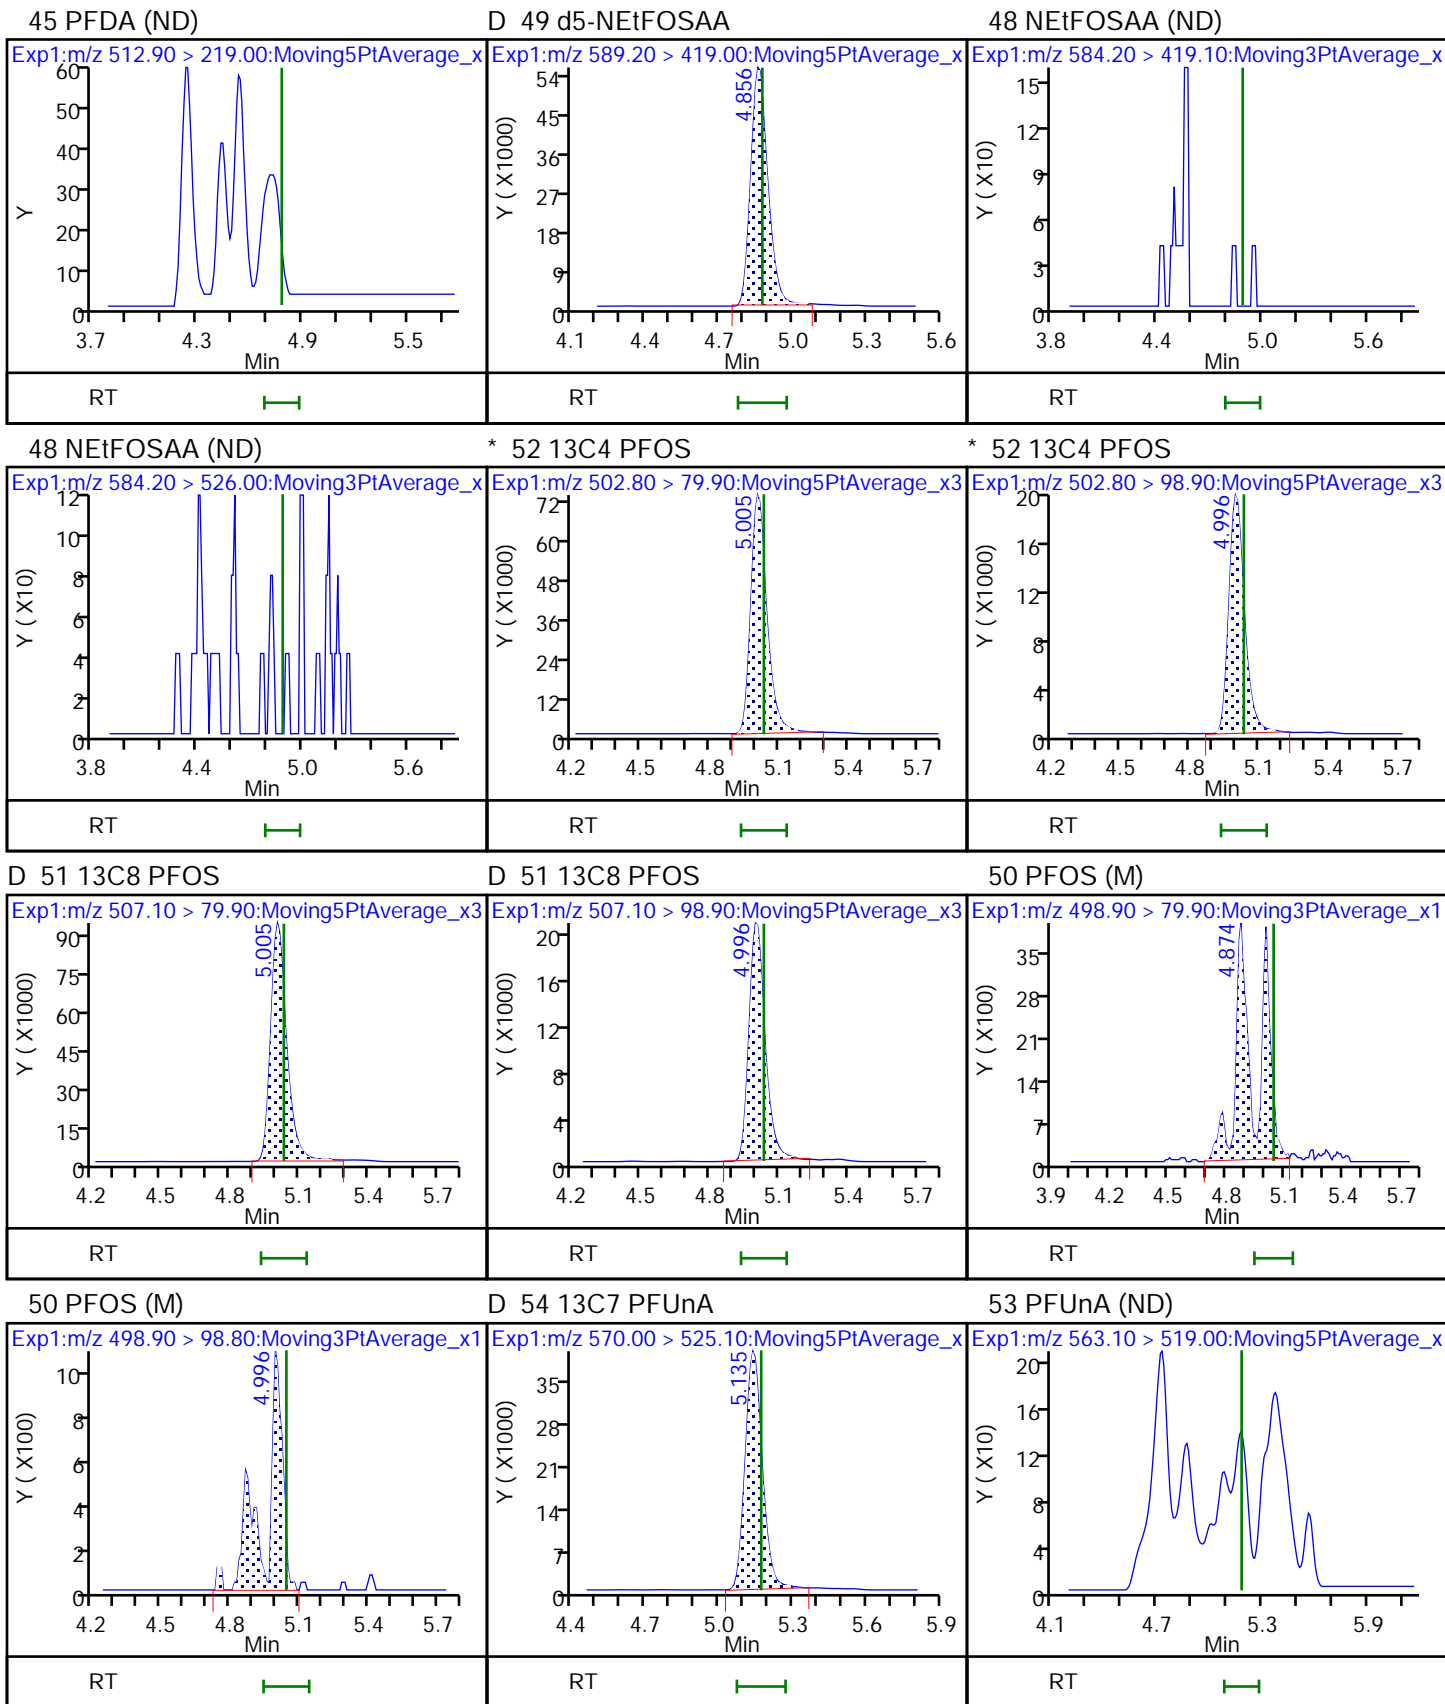 45 PFDA (ND)
Exp1:m/z 512.90 > 219.00:Moving5PtAverage_x
60
50
40
30
20
10
0
Y
3.7 4.3 4.9 5.5
Min
RT
D 49 d5-NEtFOSAA
Exp1:m/z 589.20 > 419.00:Moving5PtAverage_x
4.856
54
45
36
27
18
9
0
Y ( X1000)
4.1 4.4 4.7 5.0 5.3 5.6
Min
RT
48 NEtFOSAA (ND)
Exp1:m/z 584.20 > 419.10:Moving3PtAverage_x
15
12
9
6
3
0
Y ( X10)
3.8 4.4 5.0 5.6
Min
RT
48 NEtFOSAA (ND)
Exp1:m/z 584.20 > 526.00:Moving3PtAverage_x
12
10
8
6
4
2
0
Y ( X10)
3.8 4.4 5.0 5.6
Min
RT
* 52 13C4 PFOS
Exp1:m/z 502.80 > 79.90:Moving5PtAverage_x3
5.005
72
60
48
36
24
12
0
Y ( X1000)
4.2 4.5 4.8 5.1 5.4 5.7
Min
RT
* 52 13C4 PFOS
Exp1:m/z 502.80 > 98.90:Moving5PtAverage_x3
4.996
20
16
12
8
4
0
Y ( X1000)
4.2 4.5 4.8 5.1 5.4 5.7
Min
RT
D 51 13C8 PFOS
Exp1:m/z 507.10 > 79.90:Moving5PtAverage_x3
5.005
90
75
60
45
30
15
0
Y ( X1000)
4.2 4.5 4.8 5.1 5.4 5.7
Min
RT
D 51 13C8 PFOS
Exp1:m/z 507.10 > 98.90:Moving5PtAverage_x3
4.996
20
16
12
8
4
0
Y ( X1000)
4.2 4.5 4.8 5.1 5.4 5.7
Min
RT
50 PFOS (M)
Exp1:m/z 498.90 > 79.90:Moving3PtAverage_x1
4.874
35
28
21
14
7
0
Y ( X100)
3.9 4.2 4.5 4.8 5.1 5.4 5.7
Min
RT
50 PFOS (M)
Exp1:m/z 498.90 > 98.80:Moving3PtAverage_x1
4.996
10
8
6
4
2
0
Y ( X100)
4.2 4.5 4.8 5.1 5.4 5.7
Min
RT
D 54 13C7 PFUnA
Exp1:m/z 570.00 > 525.10:Moving5PtAverage_x
5.135
35
28
21
14
7
0
Y ( X1000)
4.4 4.7 5.0 5.3 5.6 5.9
Min
RT
53 PFUnA (ND)
Exp1:m/z 563.10 > 519.00:Moving5PtAverage_x
20
16
12
8
4
0
Y ( X10)
4.1 4.7 5.3 5.9
Min
RT